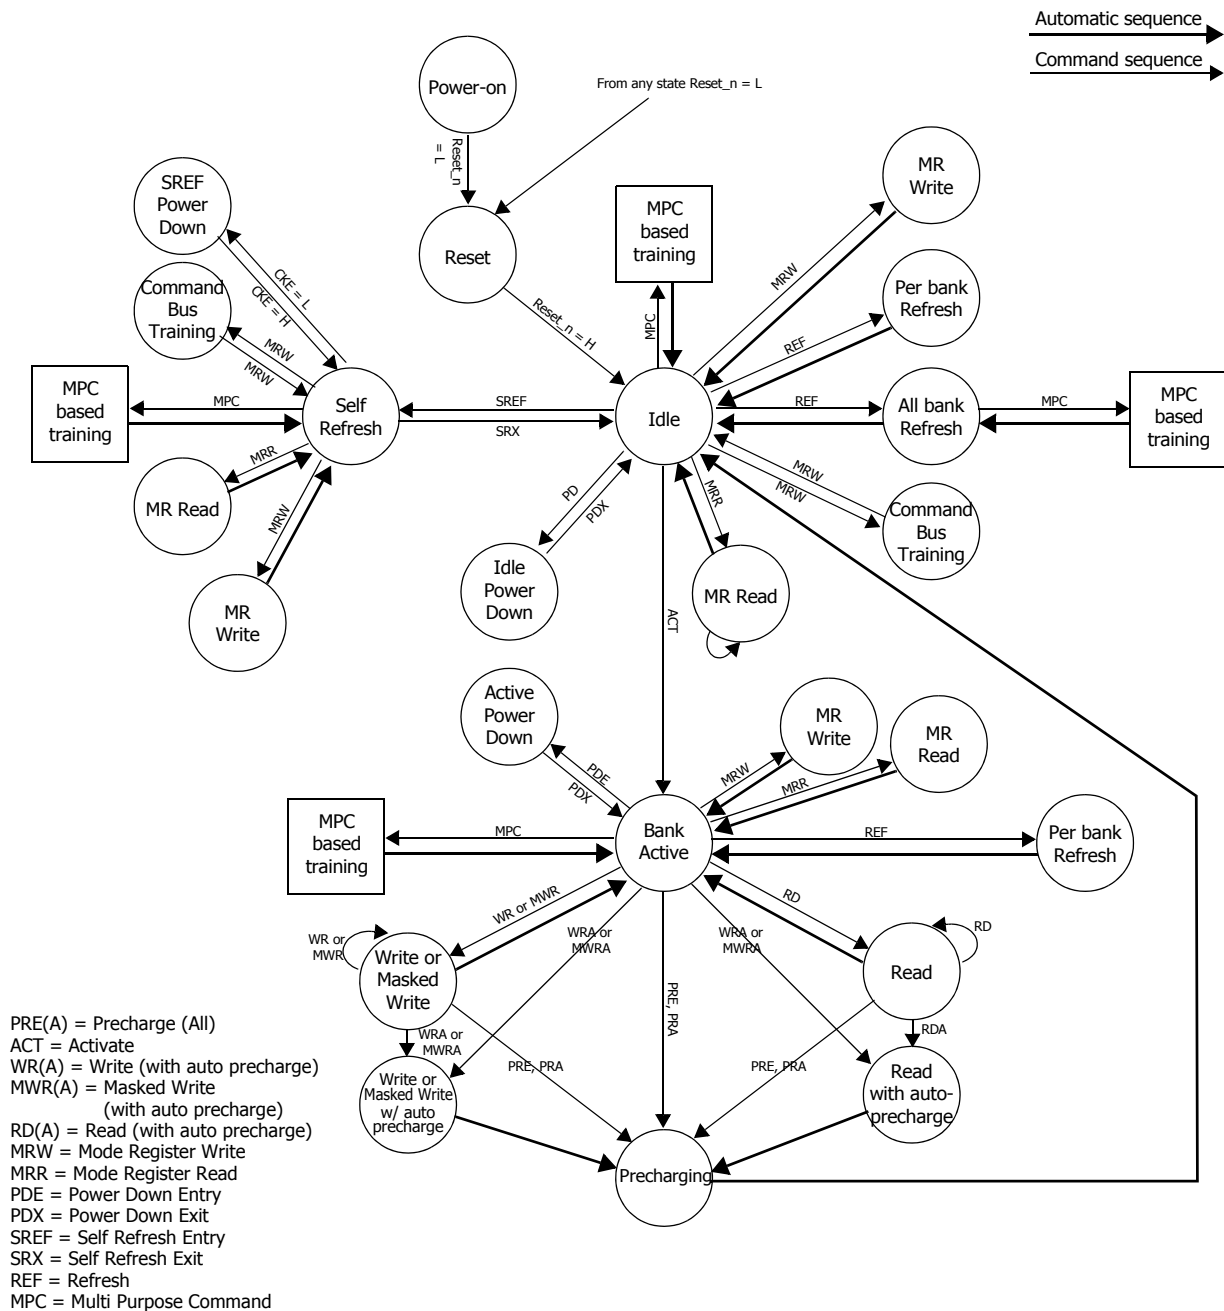 Automatic sequence
Command sequence
Power-on
From any state Reset_n = L
Reset_n
= L
MR
Write
SREF
Power
Down
MPC
based
training
Reset
CKE = L
CKE = H
MRW
Command
Bus
Training
Per bank
Refresh
Reset_n = H
MPC
REF
MRW
MRW
MPC
based
training
MPC
Self
Refresh
SREF
SRX
Idle
REF
All bank
Refresh
MPC
MPC
based
training
MRR
MRW
MRW
MR Read
MRW
PD
PDX
MRR
Command
Bus
Training
MR
Write
Idle
Power
Down
MR Read
ACT
Active
Power
Down
MR
Write
MR
Read
PDE
PDX
MRW
MRR
MPC
based
training
MPC
Bank
Active
REF
Per bank
Refresh
WR or MWR
RD
WR or
MWR
WRA or
MWRA
WRA or
MWRA
RD
Write or
Masked
Write
Read
PRE, PRA
WRA or
MWRA
PRE, PRA
PRE, PRA
RDA
Write or
Masked Write
w/ auto
precharge
Read
with auto-
precharge
Precharging
PRE(A) = Precharge (All)
ACT = Activate
WR(A) = Write (with auto precharge)
MWR(A) = Masked Write
(with auto precharge)
RD(A) = Read (with auto precharge)
MRW = Mode Register Write
MRR = Mode Register Read
PDE = Power Down Entry
PDX = Power Down Exit
SREF = Self Refresh Entry
SRX = Self Refresh Exit
REF = Refresh
MPC = Multi Purpose Command